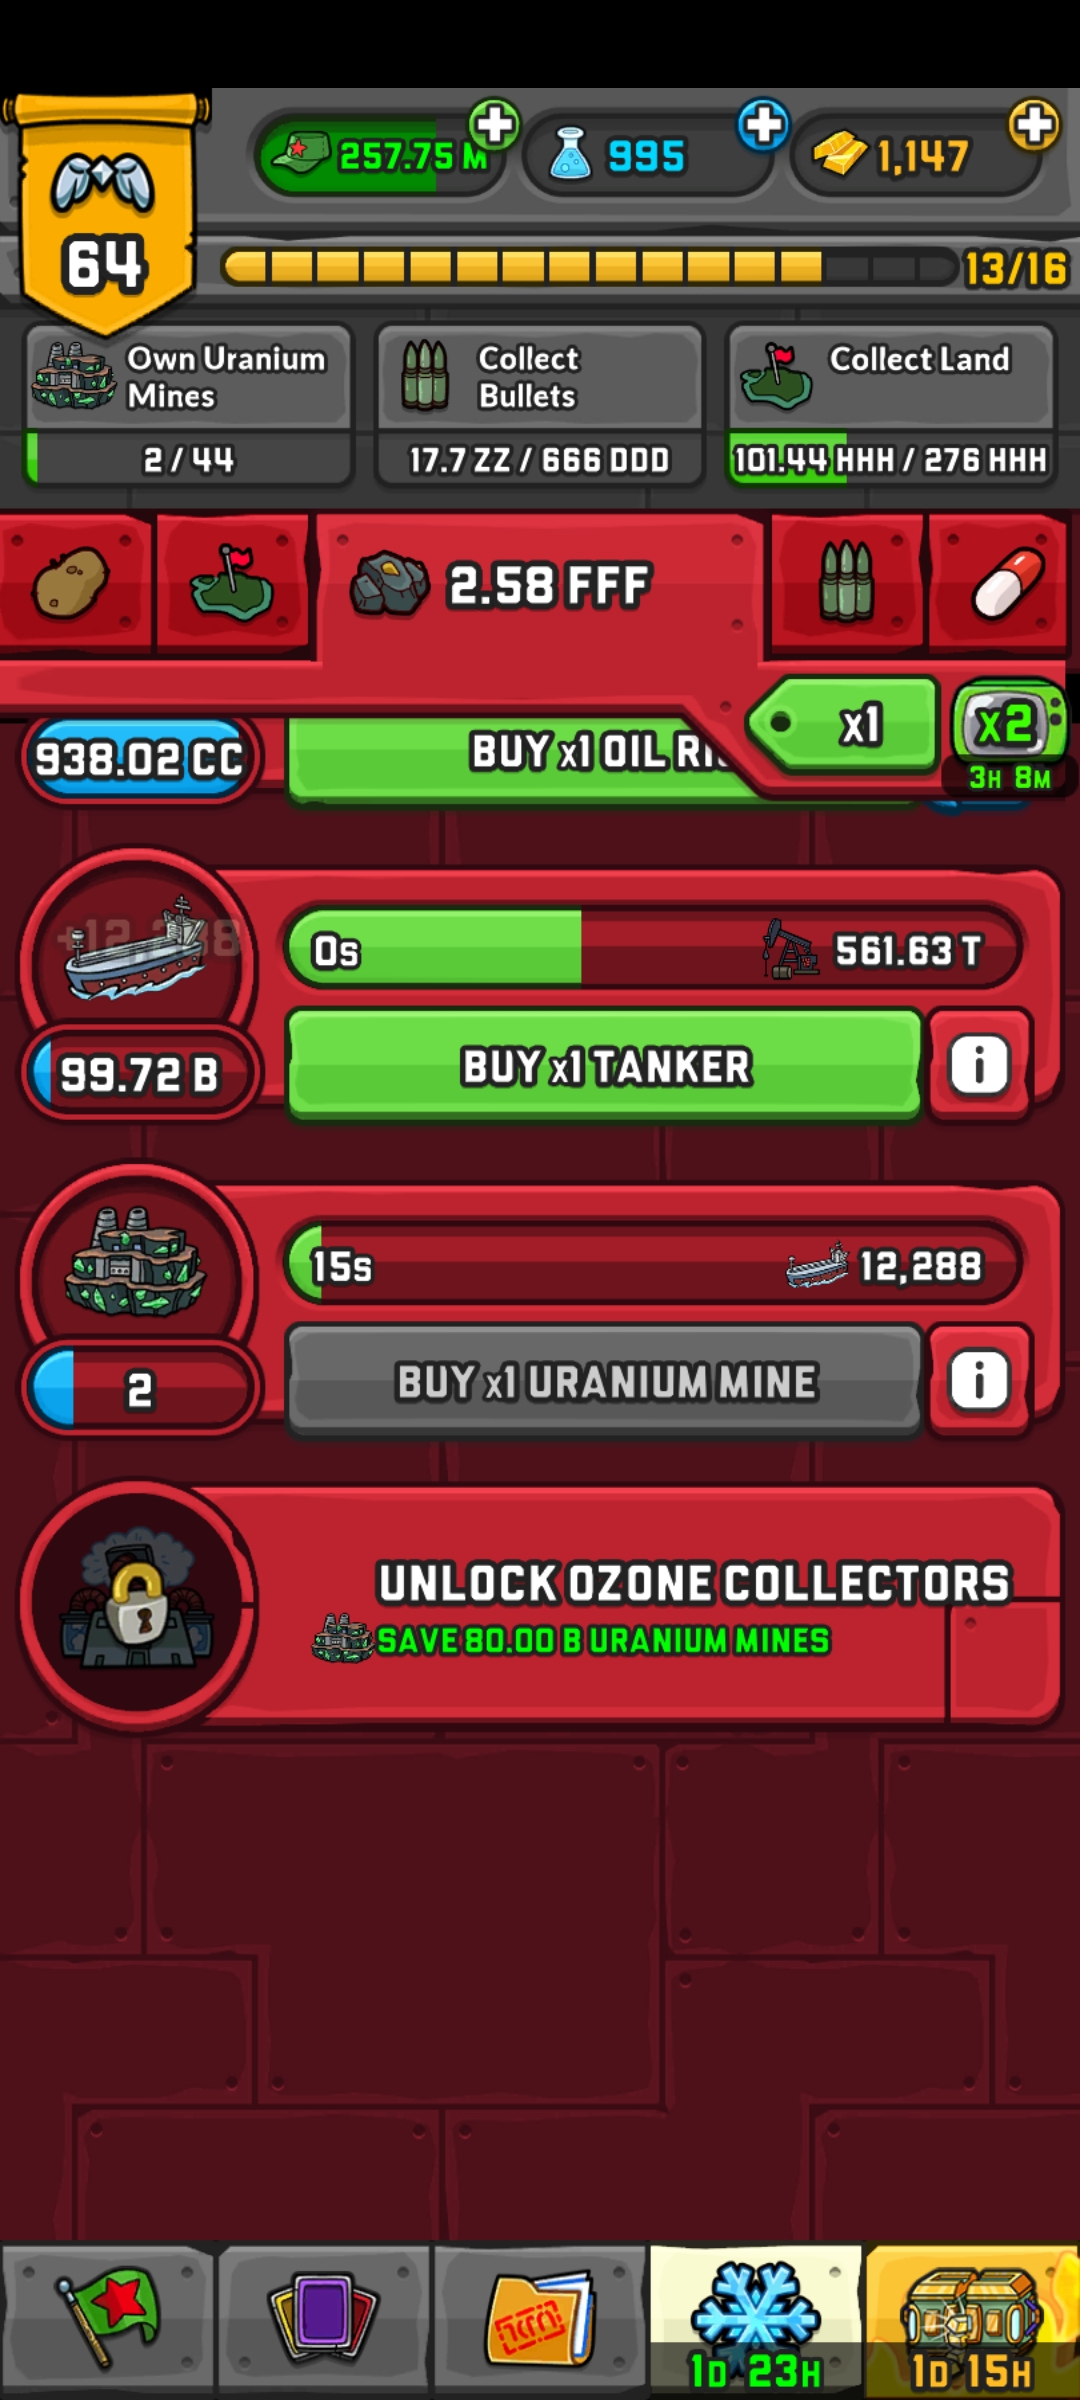 257.75 M
995
1,147
64
13/16
Own Uranium
Mines
Collect
Bullets
Collect Land
2 / 44
17.7 ZZ / 666 DDD
101.44 HHH / 276 HHH
2.58 FFF
x1
x2
3H 8M
938.02 CC
BUY x1 OIL
0s
561.63 T
99.72 B
BUY x1 TANKER
i
15s
12,288
2
BUY x1 URANIUM MINE
i
UNLOCK OZONE COLLECTORS
SAVE 80.00 B URANIUM MINES
1D 23H
1D 15H